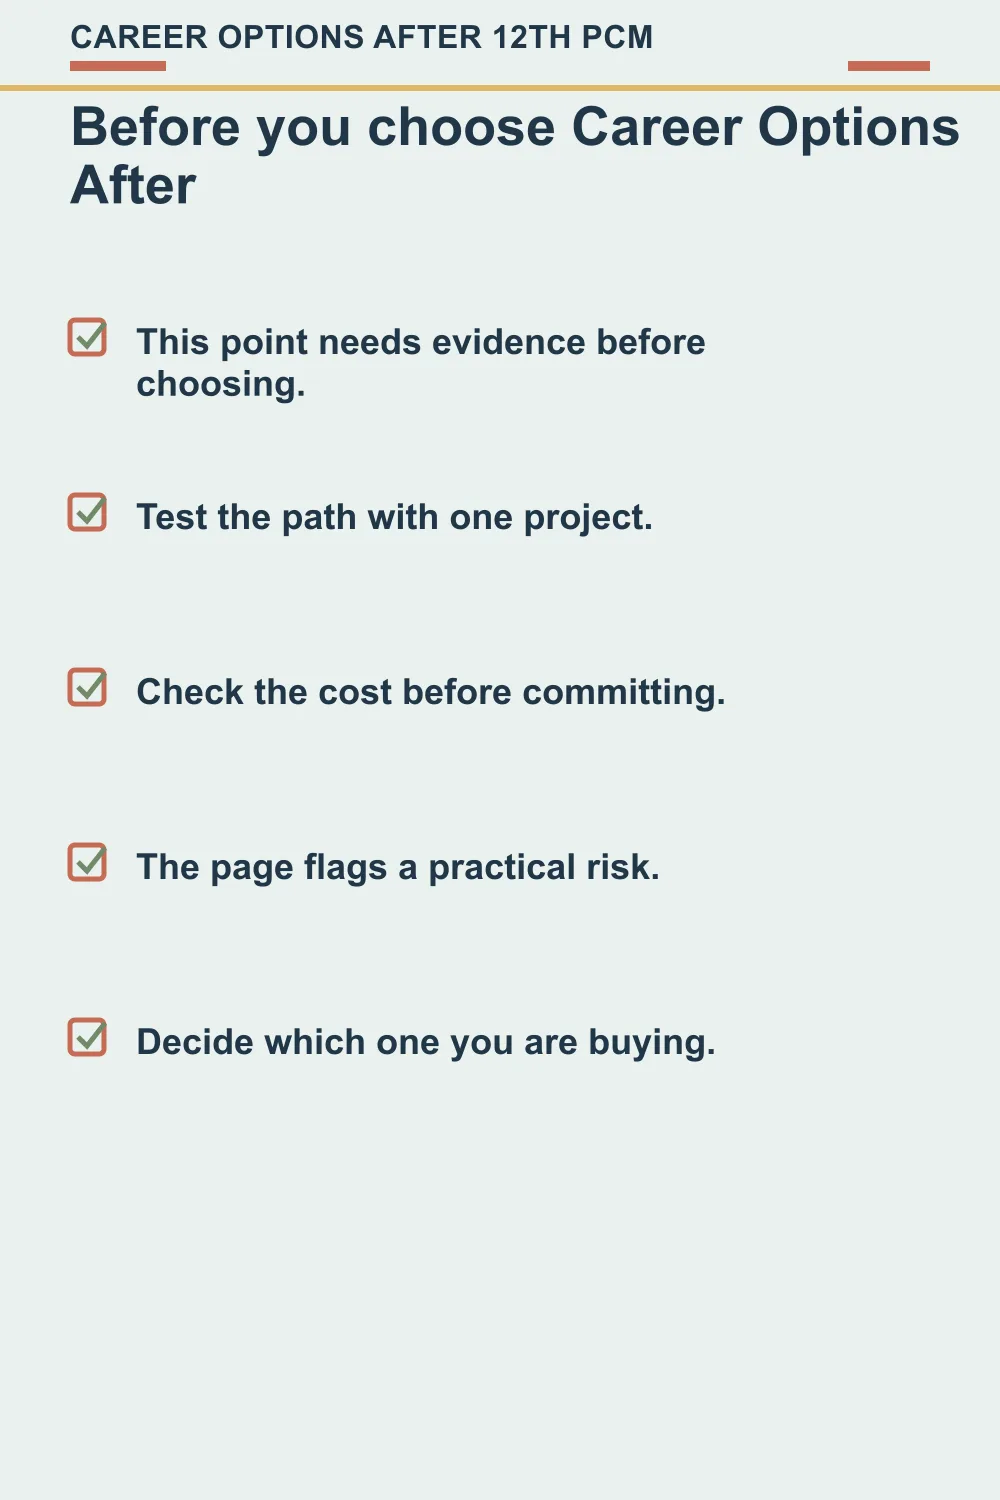 CAREER OPTIONS AFTER 12TH PCM
Before you choose Career Options
After
This point needs evidence before
choosing.
Test the path with one project.
Check the cost before committing.
The page flags a practical risk.
Decide which one you are buying.